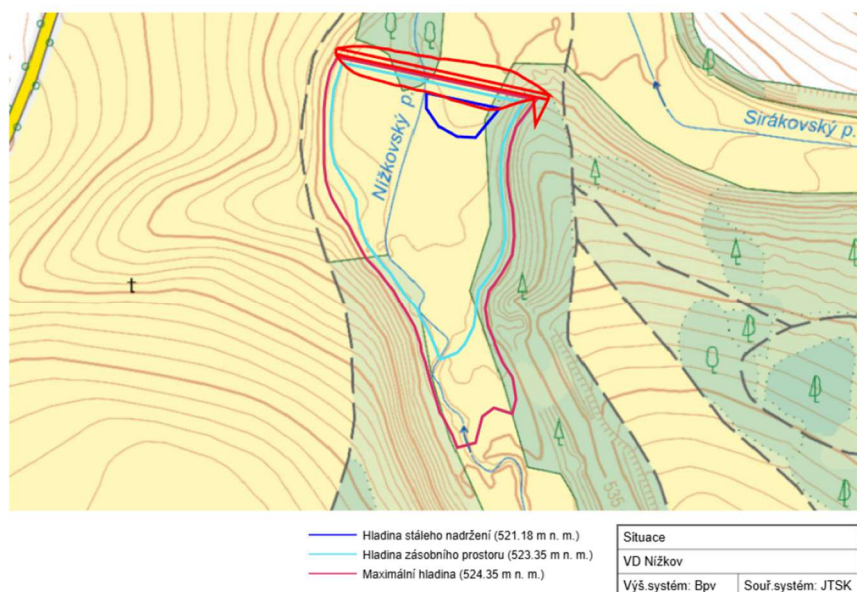 Nížkovský p.
Sirákovský p.
535
Hladina stáleho nadržení (521.18 m n. m.)
Hladina zásobního prostoru (523.35 m n. m.)
Maximální hladina (524.35 m n. m.)
Situace
VD Nížkov
Výš.systém: Bpv
Souř.systém: JTSK